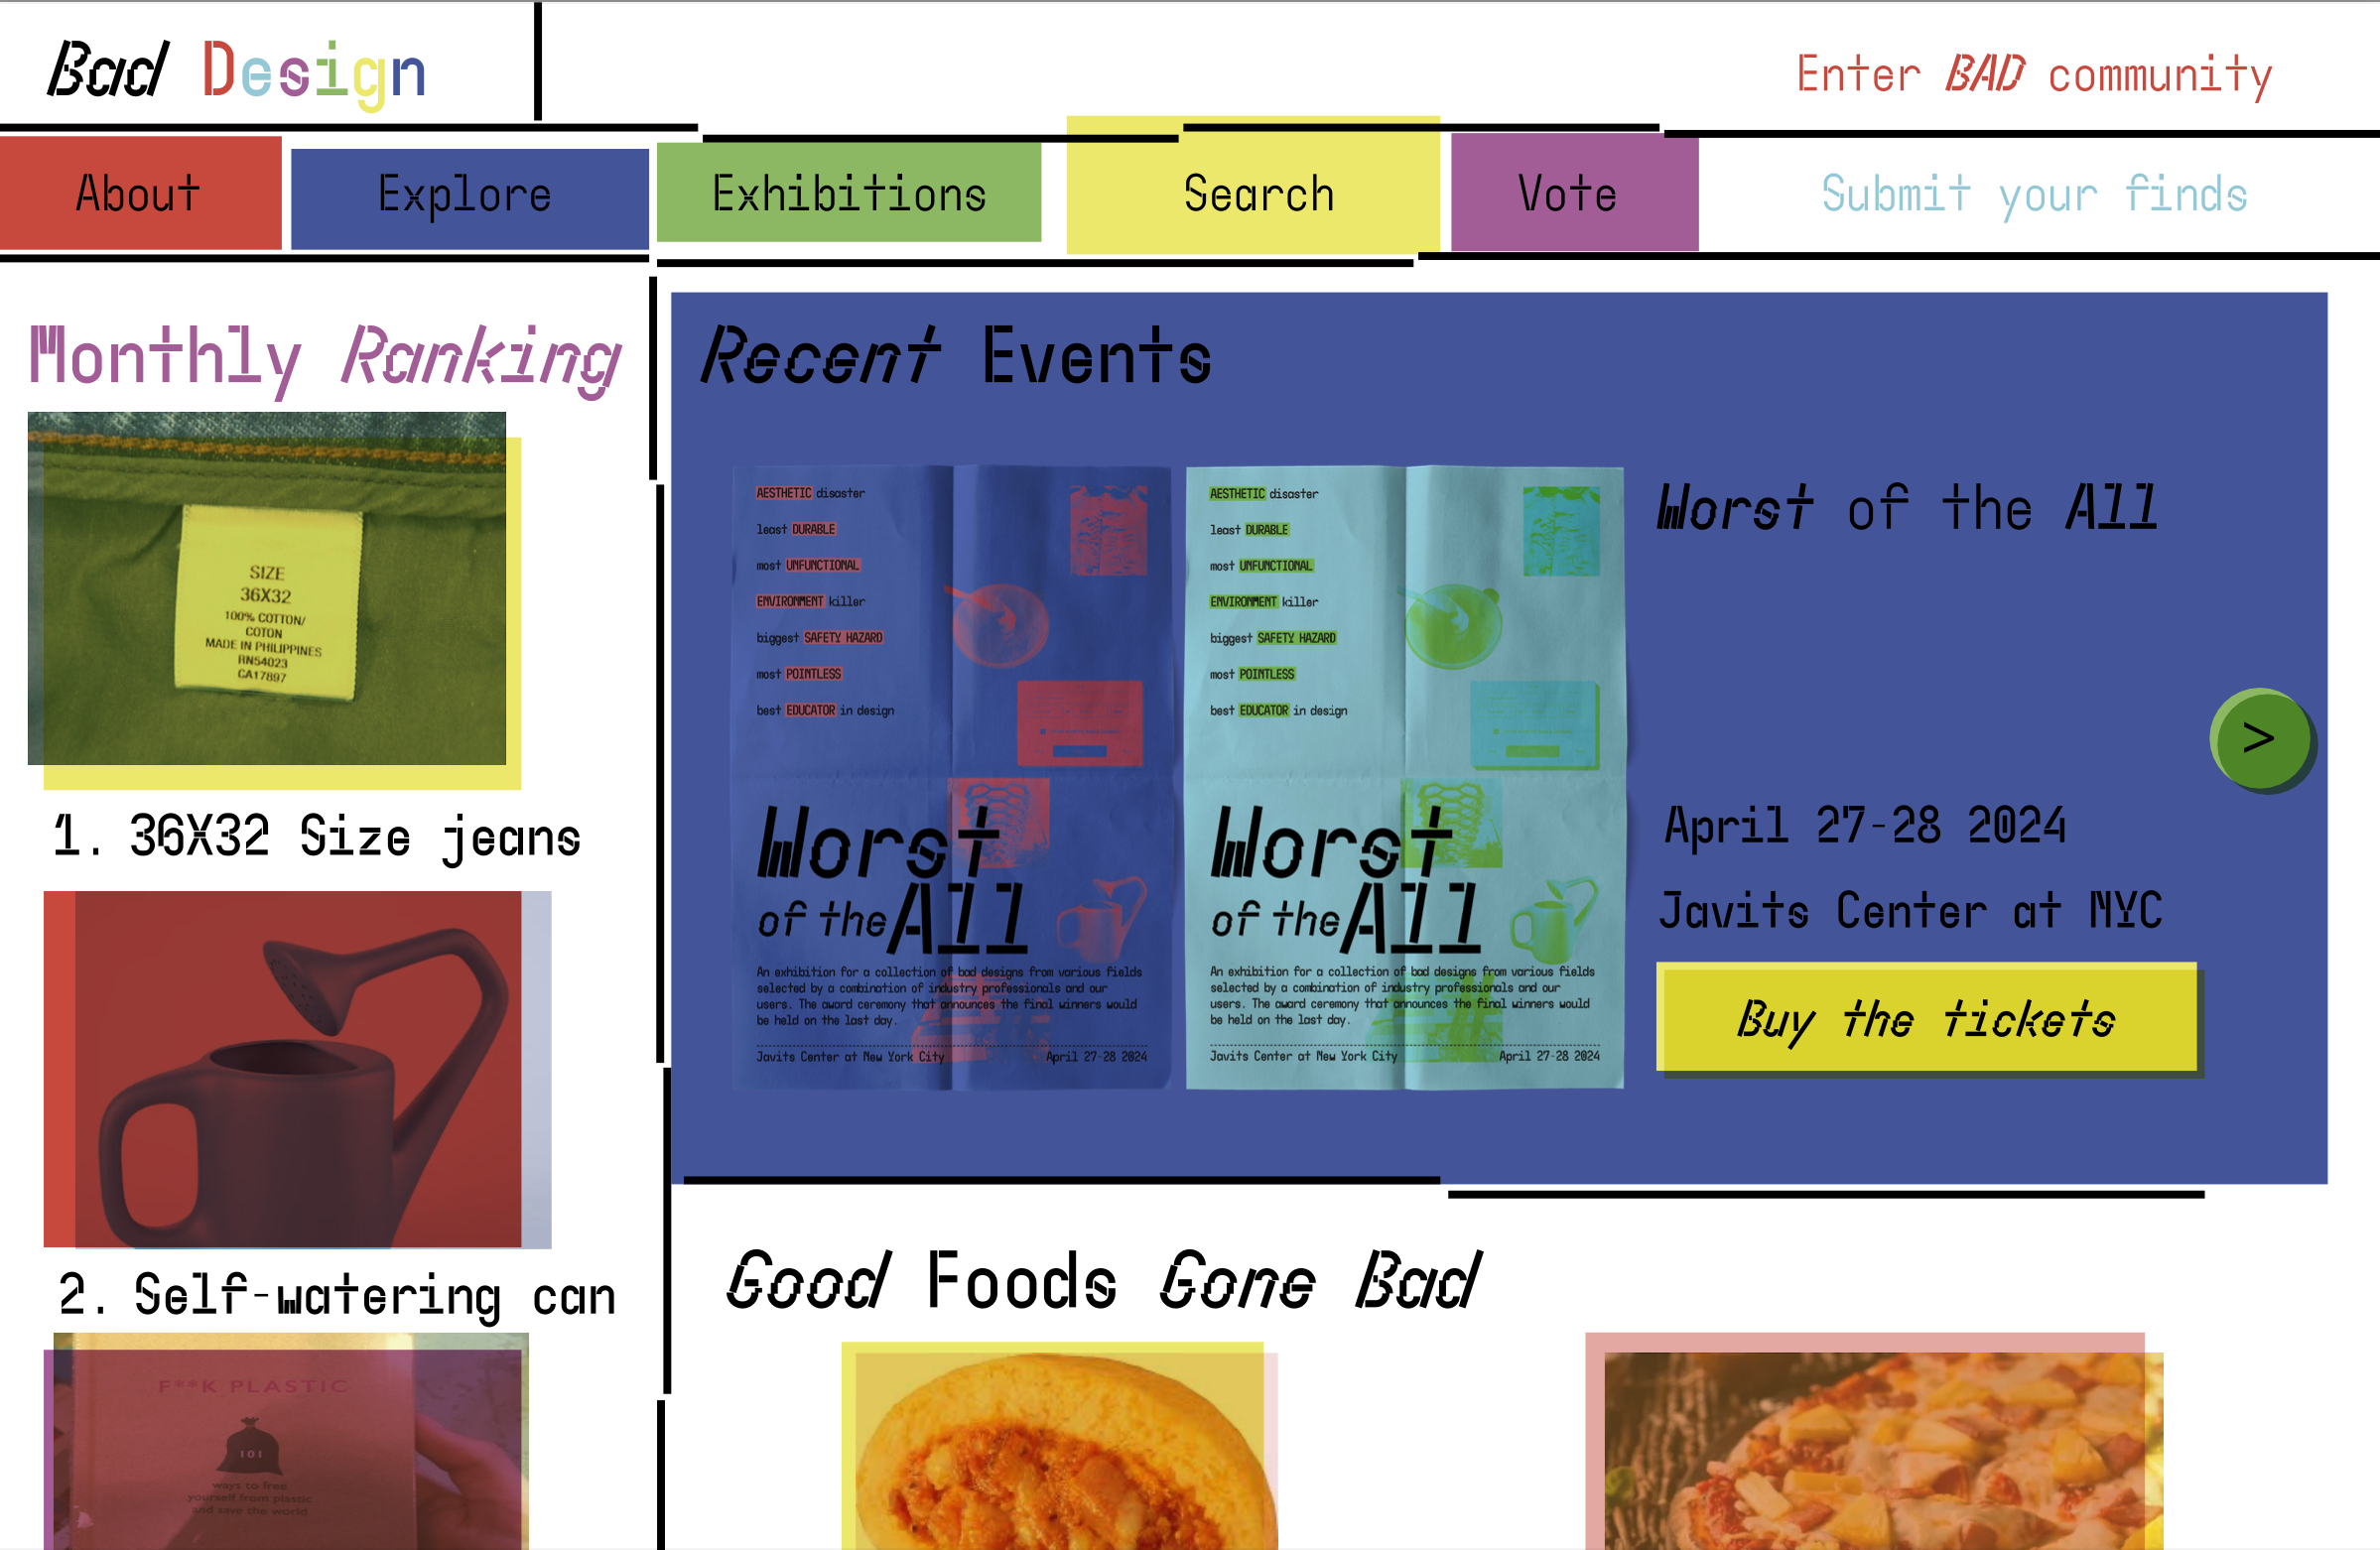 Bad Design
Enter BAD community
About
Explore
Exhibitions
Search
Vote
Submit your finds
Monthly Ranking
SIZE
36X32
100% COTTON/
COTON
MADE IN PHILIPPINES
RN54023
CA17897
1. 36X32 Size jeans
2. Self-watering can
F**K PLASTIC
101
ways to free
yourself from plastic
and save the world
Recent Events
AESTHETIC disaster
least DURABLE
most UNFUNCTIONAL
ENVIRONMENT killer
biggest SAFETY HAZARD
most POINTLESS
best EDUCATOR in design
Worst
of the All
An exhibition for a collection of bad designs from various fields
selected by a combination of industry professionals and our
users. The award ceremony that announces the final winners would
be held on the last day.
Javits Center at New York City
April 27-28 2024
AESTHETIC disaster
least DURABLE
most UNFUNCTIONAL
ENVIRONMENT killer
biggest SAFETY HAZARD
most POINTLESS
best EDUCATOR in design
Worst
of the All
An exhibition for a collection of bad designs from various fields
selected by a combination of industry professionals and our
users. The award ceremony that announces the final winners would
be held on the last day.
Javits Center at New York City
April 27-28 2024
Worst of the All
>
April 27-28 2024
Javits Center at NYC
Buy the tickets
Good Foods Gone Bad